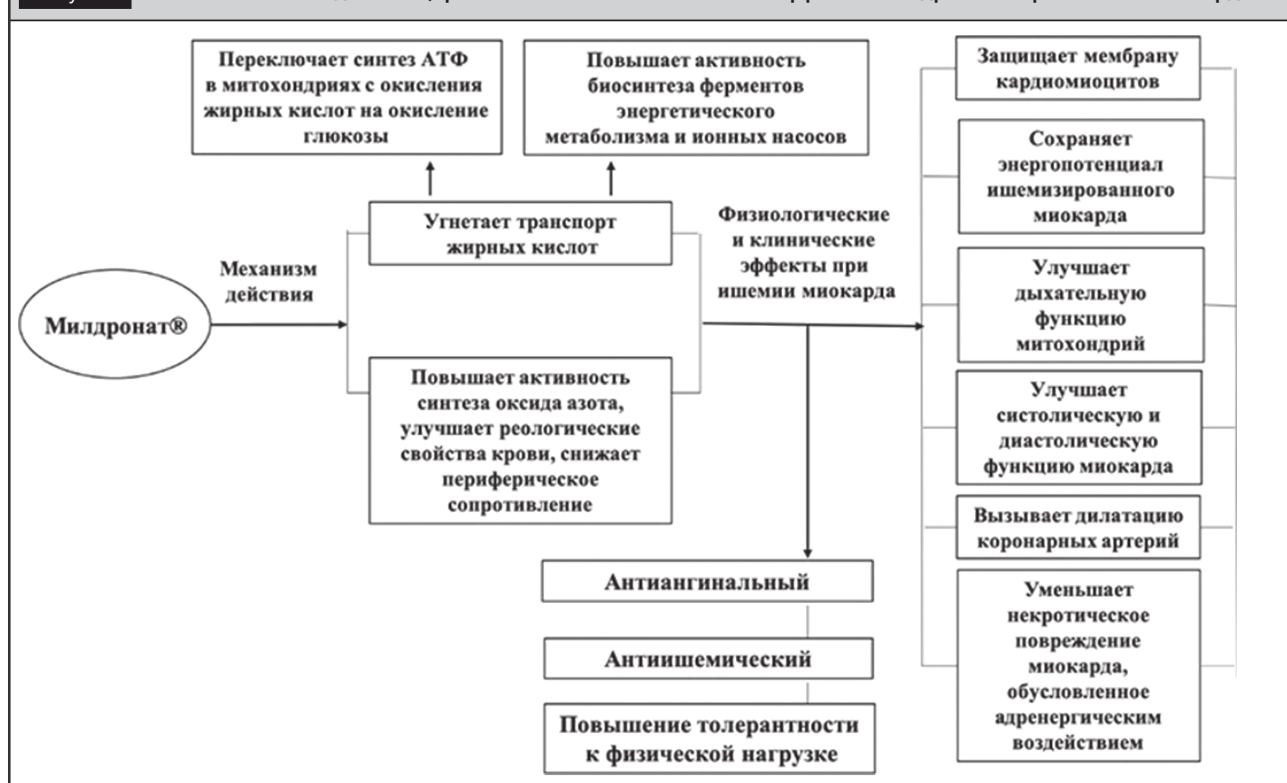 Переключает синтез АТФ
в митохондриях с окисления
жирных кислот на окисление
глюкозы
Повышает активность
биосинтеза ферментов
энергетического
метаболизма и ионных насосов
Угнетает транспорт
жирных кислот
Механизм
действия
Милдронат®
Повышает активность
синтеза оксида азота,
улучшает реологические
свойства крови, снижает
периферическое
сопротивление
Физиологические
и клинические
эффекты при
ишемии миокарда
Антиангинальный
Антиишемический
Повышение толерантности
к физической нагрузке
Защищает мембрану
кардиомиоцитов
Сохраняет
энергопотенциал
ишемизированного
миокарда
Улучшает
дыхательную
функцию
митохондрий
Улучшает
систолическую и
диастолическую
функцию миокарда
Вызывает дилатацию
коронарных артерий
Уменьшает
некротическое
повреждение
миокарда,
обусловленное
адренергическим
воздействием